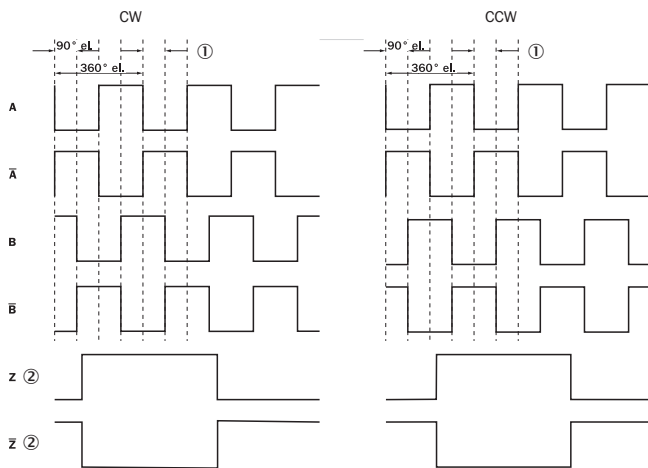 CW CCW
90° el. ① 90° el. ①
360° el. 360° el.
A
A̅
B
B̅
Z ②
Z̅ ②